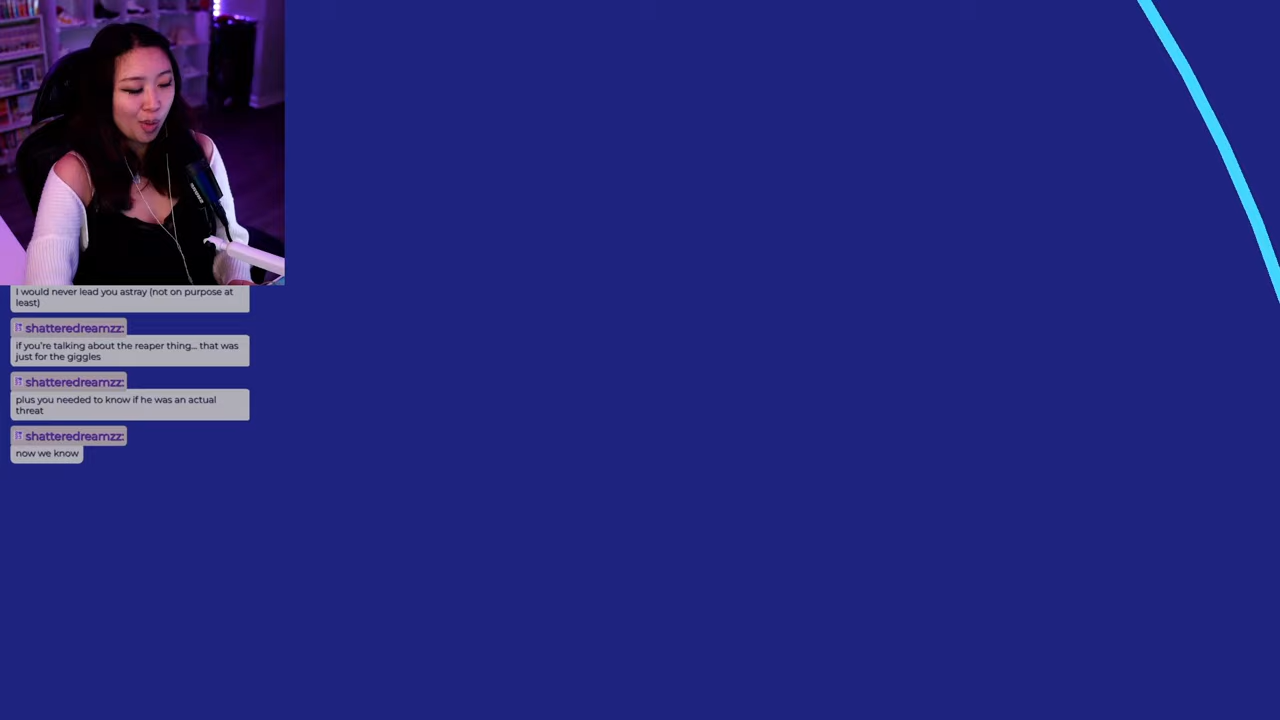 I would never lead you astray (not on purpose at
least)
shatteredreamzz:
if you're talking about the reaper thing... that was
just for the giggles
shatteredreamzz:
plus you needed to know if he was an actual
threat
shatteredreamzz:
now we know